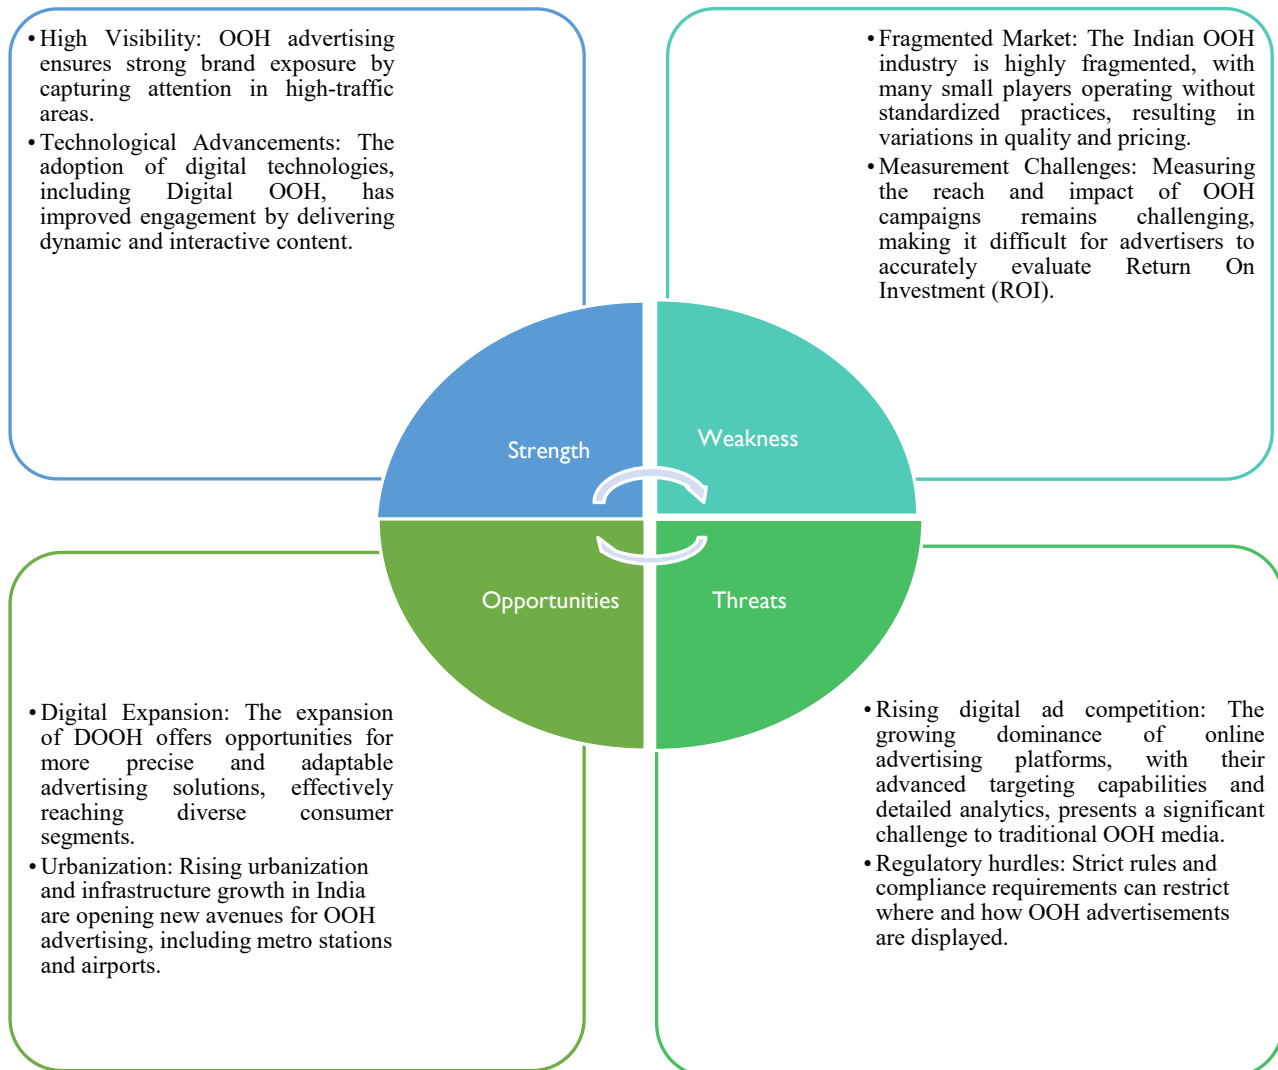 • High Visibility: OOH advertising
ensures strong brand exposure by
capturing attention in high-traffic
areas.
• Technological Advancements: The
adoption of digital technologies,
including Digital OOH, has
improved engagement by delivering
dynamic and interactive content.
• Fragmented Market: The Indian OOH
industry is highly fragmented, with
many small players operating without
standardized practices, resulting in
variations in quality and pricing.
• Measurement Challenges: Measuring
the reach and impact of OOH
campaigns remains challenging,
making it difficult for advertisers to
accurately evaluate Return On
Investment (ROI).
Strength
Weakness
Opportunities
Threats
• Digital Expansion: The expansion
of DOOH offers opportunities for
more precise and adaptable
advertising solutions, effectively
reaching diverse consumer
segments.
• Urbanization: Rising urbanization
and infrastructure growth in India
are opening new avenues for OOH
advertising, including metro stations
and airports.
• Rising digital ad competition: The
growing dominance of online
advertising platforms, with their
advanced targeting capabilities and
detailed analytics, presents a significant
challenge to traditional OOH media.
• Regulatory hurdles: Strict rules and
compliance requirements can restrict
where and how OOH advertisements
are displayed.